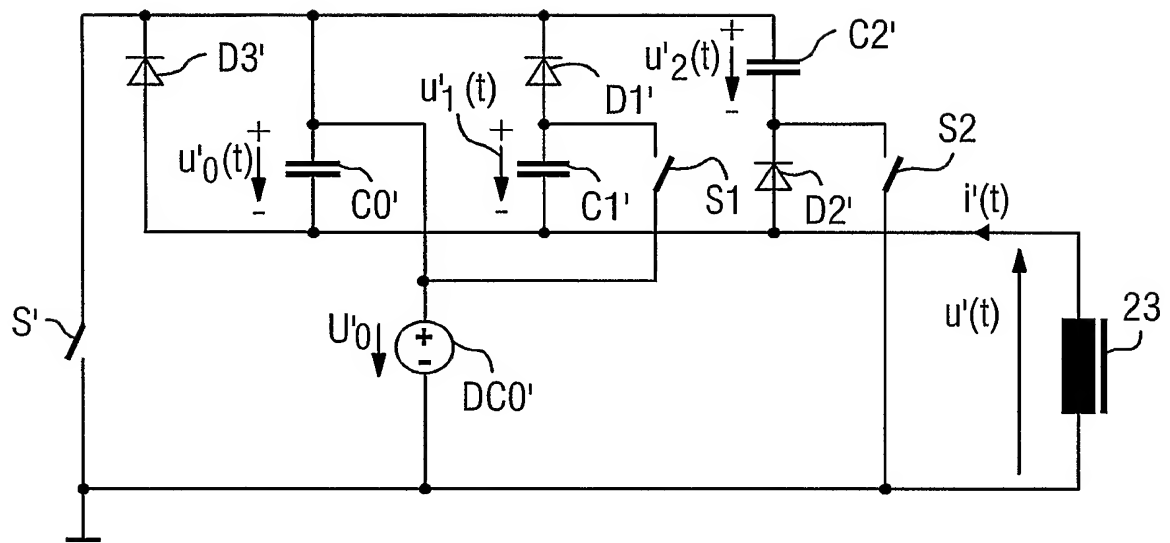 +
C2'
D3'
u'2(t)
-
D1'
u'1(t)
+
+
S2
u'0(t)
-
C0'
-
C1'
S1
D2'
i'(t)
S'
U'0
+
-
DC0'
u'(t)
23